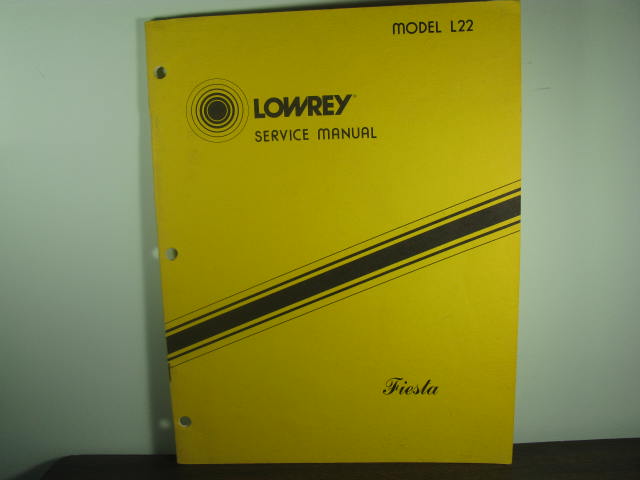 MODEL L22
LOWREY®
SERVICE MANUAL
Fiesta